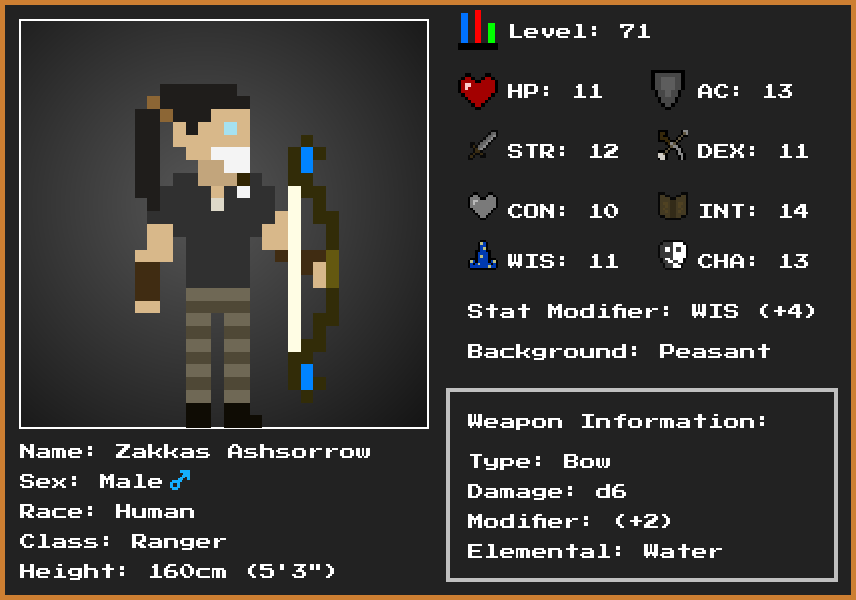 Level: 71
HP: 11 AC: 13
STR: 12 DEX: 11
CON: 10 INT: 14
WIS: 11 CHA: 13
Stat Modifier: WIS (+4)
Background: Peasant
Weapon Information:
Type: Bow
Damage: d6
Modifier: (+2)
Elemental: Water
Name: Zakkas Ashsorrow
Sex: Male ♂
Race: Human
Class: Ranger
Height: 160cm (5'3")